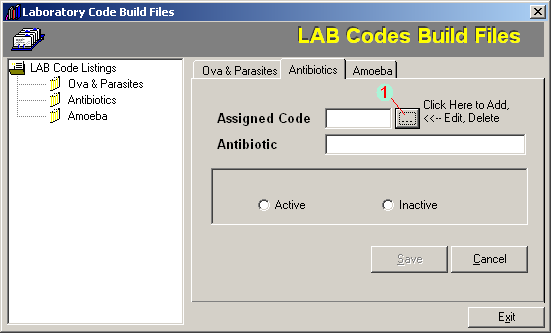 Laboratory Code Build Files
LAB Codes Build Files
LAB Code Listings
Ova & Parasites
Antibiotics
Amoeba
Ova & Parasites
Antibiotics
Amoeba
1
Assigned Code
...
Click Here to Add,
<<-- Edit, Delete
Antibiotic
Active
Inactive
Save
Cancel
Exit